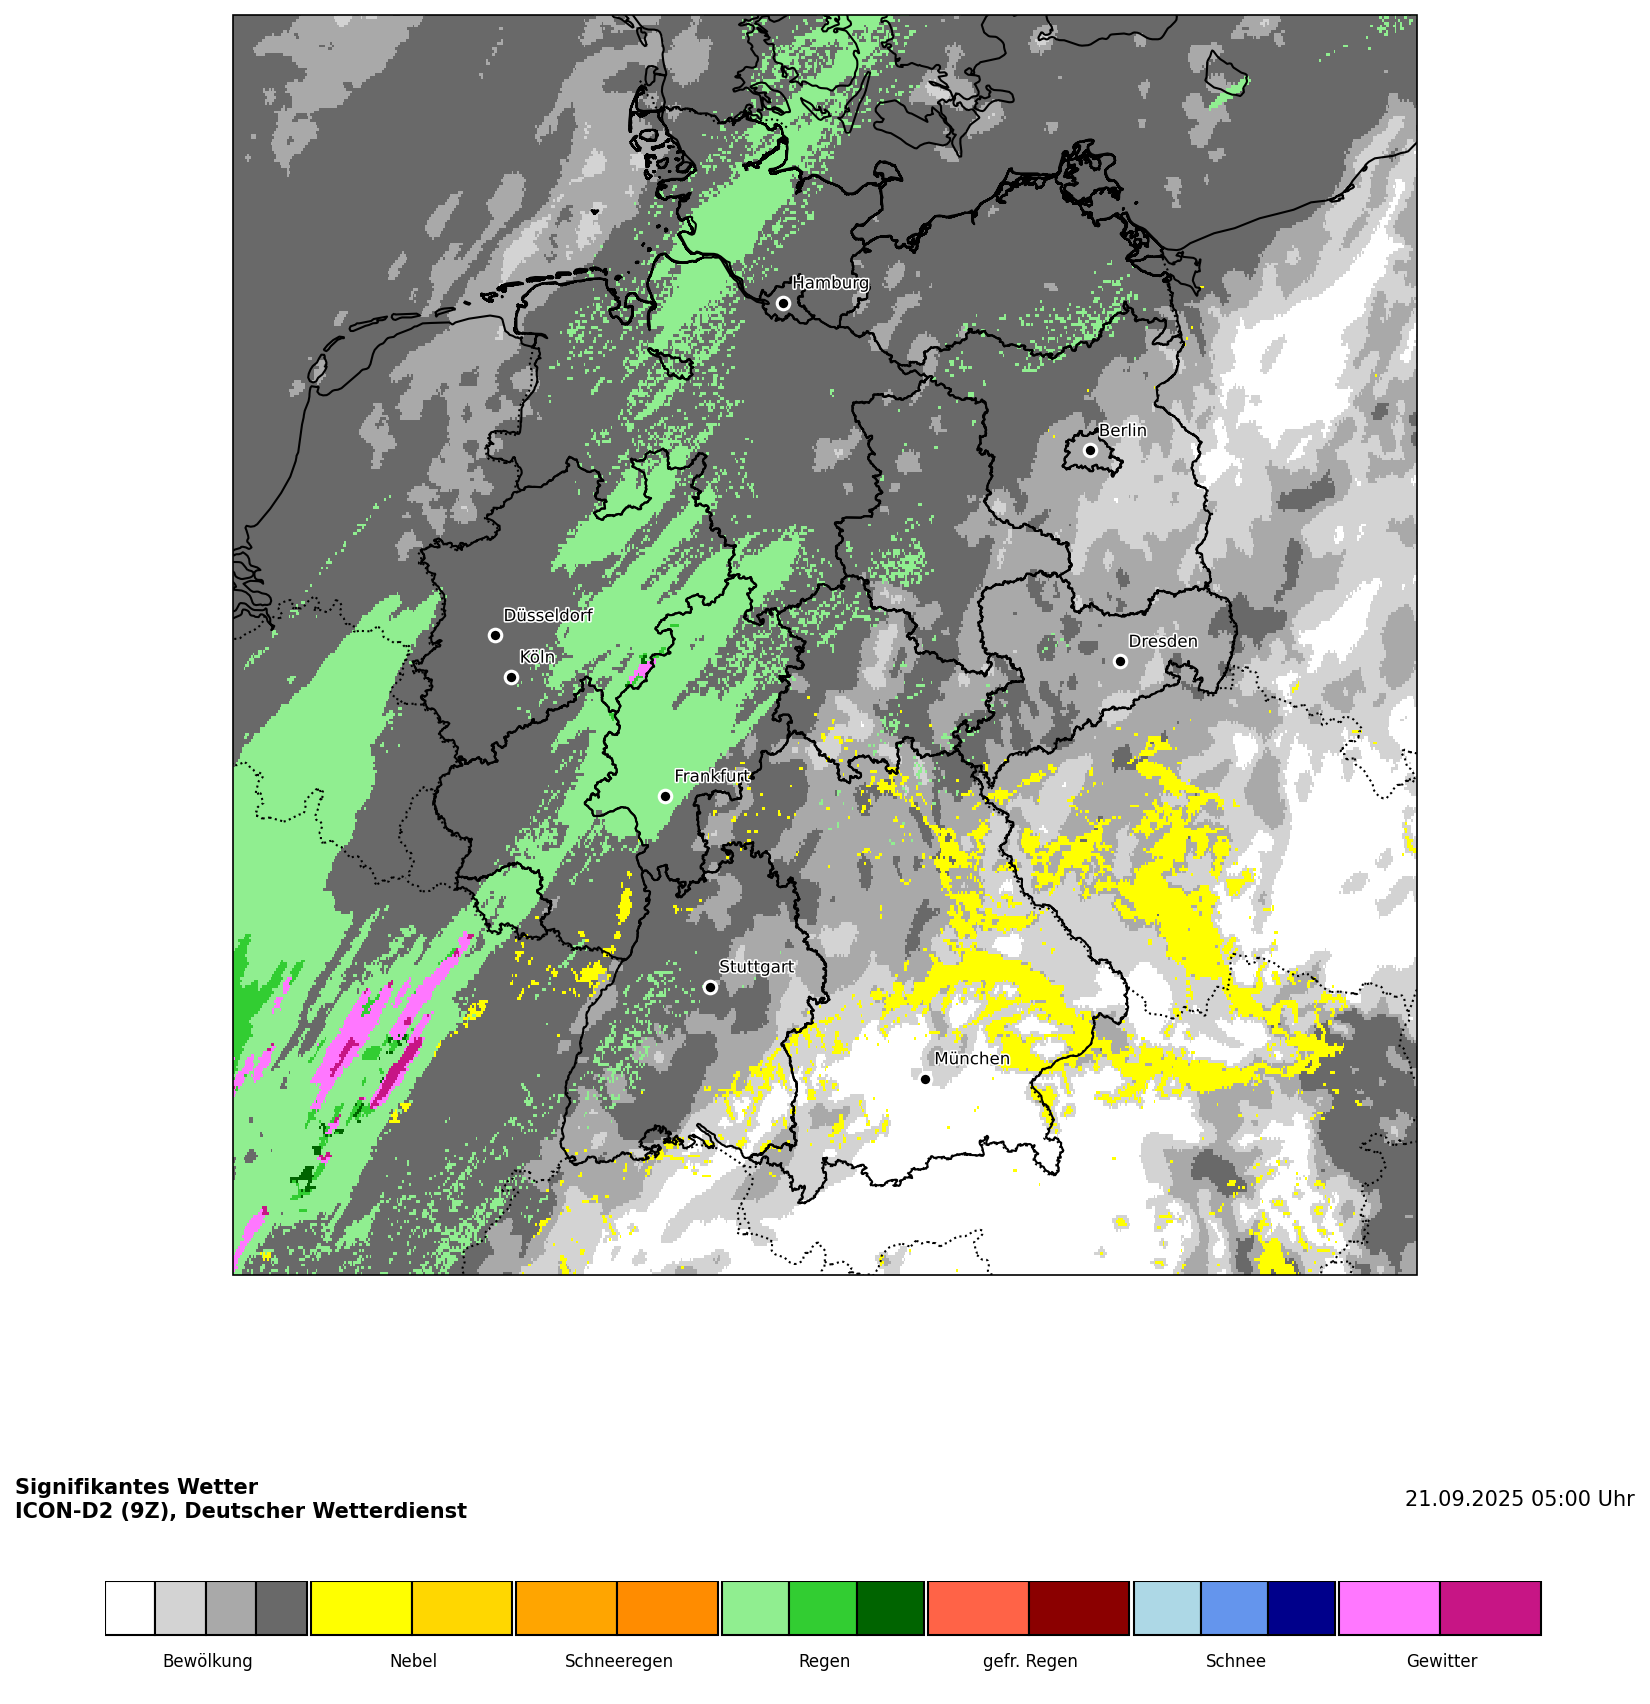 Hamburg
Berlin
Düsseldorf
Köln
Dresden
Frankfurt
Stuttgart
München
Signifikantes Wetter
ICON-D2 (9Z), Deutscher Wetterdienst
21.09.2025 05:00 Uhr
Bewölkung Nebel Schneeregen Regen gefr. Regen Schnee Gewitter